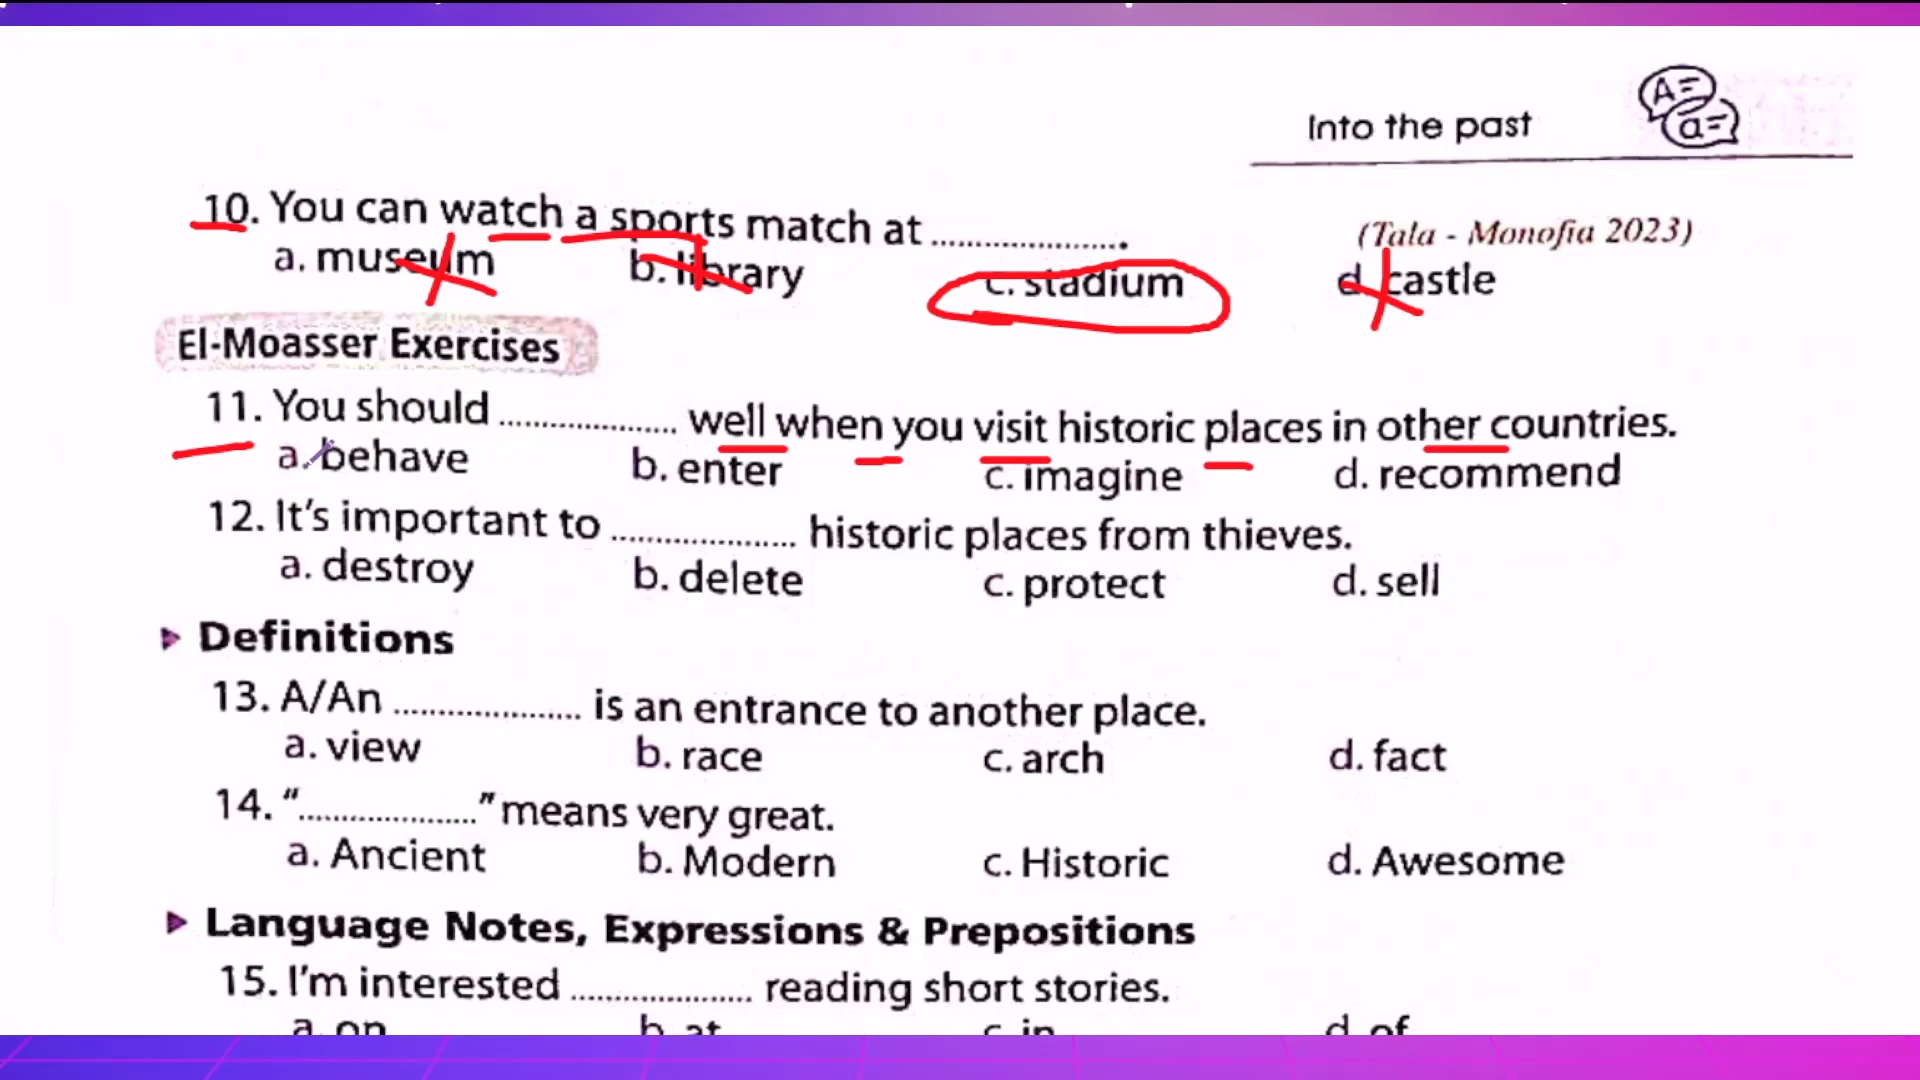 Into the past
A=
a=
10. You can watch a sports match at .................... .
(Tala - Monofia 2023)
a. museum b. library c. stadium d. castle
El-Moasser Exercises
11. You should .................... well when you visit historic places in other countries.
a. behave b. enter c. imagine d. recommend
12. It's important to .................... historic places from thieves.
a. destroy b. delete c. protect d. sell
Definitions
13. A/An .................... is an entrance to another place.
a. view b. race c. arch d. fact
14. "...................." means very great.
a. Ancient b. Modern c. Historic d. Awesome
Language Notes, Expressions & Prepositions
15. I'm interested .................... reading short stories.
a. on b. at c. in d. of